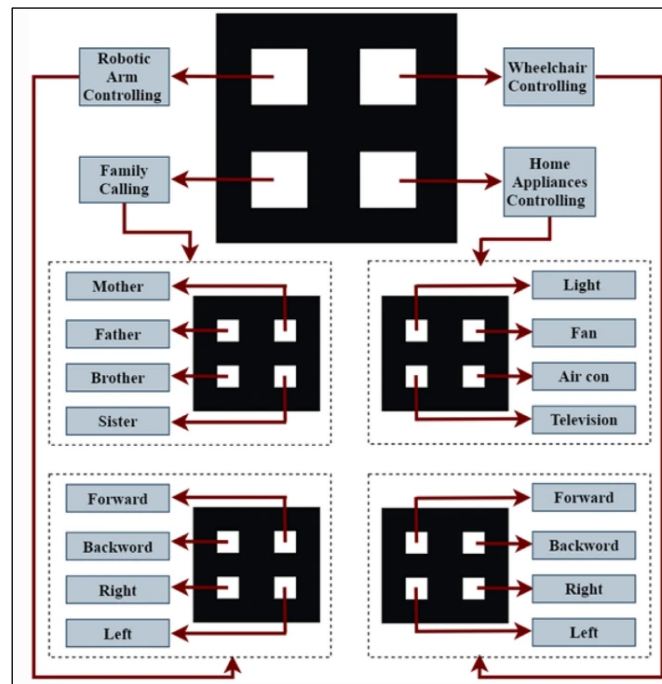 Robotic
Arm
Controlling
Wheelchair
Controlling
Family
Calling
Home
Appliances
Controlling
Mother
Father
Brother
Sister
Light
Fan
Air con
Television
Forward
Backword
Right
Left
Forward
Backword
Right
Left